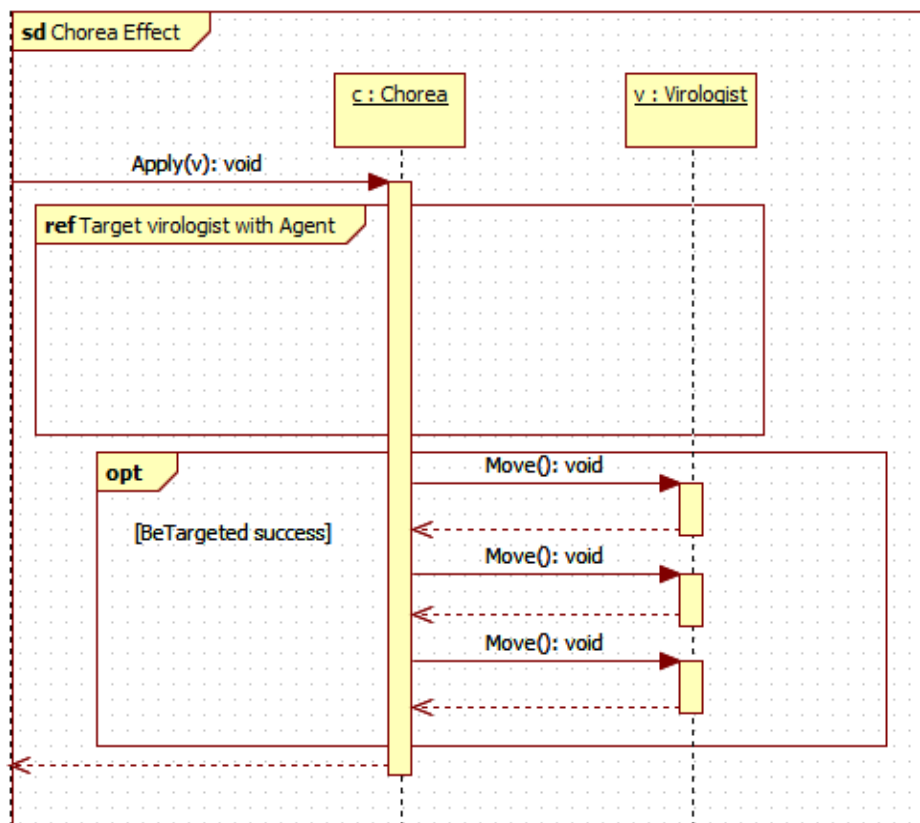 sd Chorea Effect
c : Chorea
v : Virologist
Apply(v): void
ref Target virologist with Agent
opt
Move(): void
[BeTargeted success]
Move(): void
Move(): void